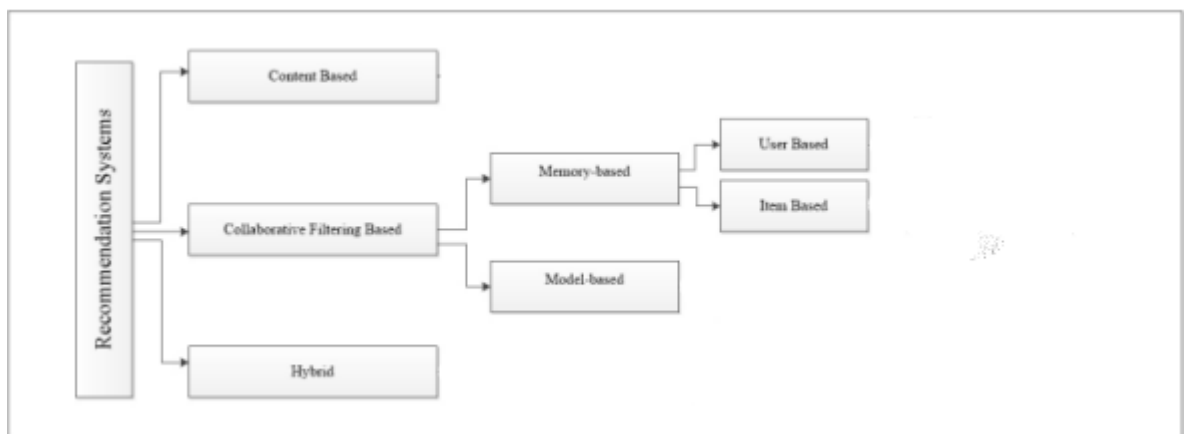 Recommendation Systems
Content Based
Collaborative Filtering Based
Hybrid
Memory-based
Model-based
User Based
Item Based